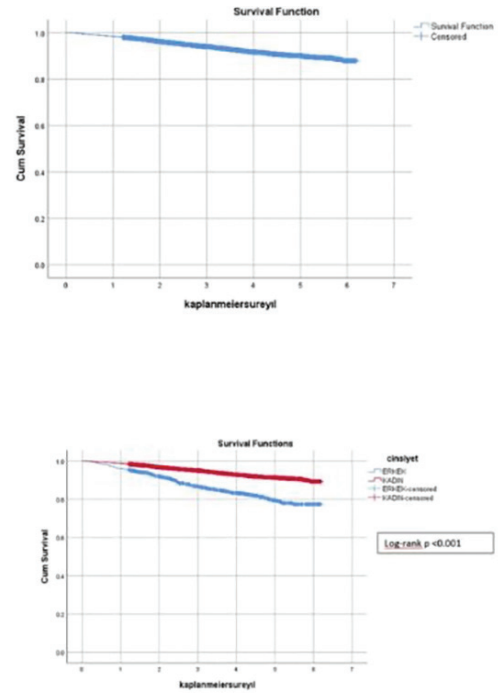 Survival Function
Survival Function
Censored
Cum Survival
1.0
0.8
0.6
0.4
0.2
0.0
0 1 2 3 4 5 6 7
kaplanmeiersureyıl
Survival Functions
cinsiyet
ERKEK
KADIN
ERKEK-censored
KADIN-censored
Log-rank p <0.001
Cum Survival
1.0
0.8
0.6
0.4
0.2
0.0
0 1 2 3 4 5 6 7
kaplanmeiersureyıl